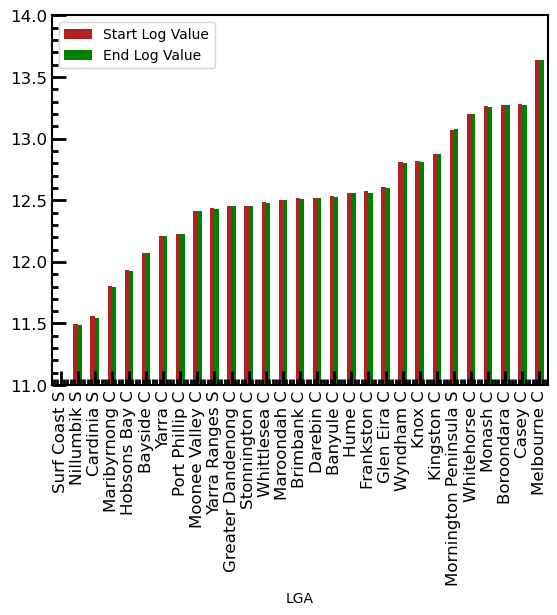 14.0
Start Log Value
End Log Value
13.5
13.0
12.5
12.0
11.5
11.0
Surf Coast S
Nillumbik S
Cardinia S
Maribyrnong C
Hobsons Bay C
Bayside C
Yarra C
Port Phillip C
Moonee Valley C
Yarra Ranges S
Greater Dandenong C
Stonnington C
Whittlesea C
Maroondah C
Brimbank C
Darebin C
Banyule C
Hume C
Frankston C
Glen Eira C
Wyndham C
Knox C
Kingston C
Mornington Peninsula S
Whitehorse C
Monash C
Boroondara C
Casey C
Melbourne C
LGA